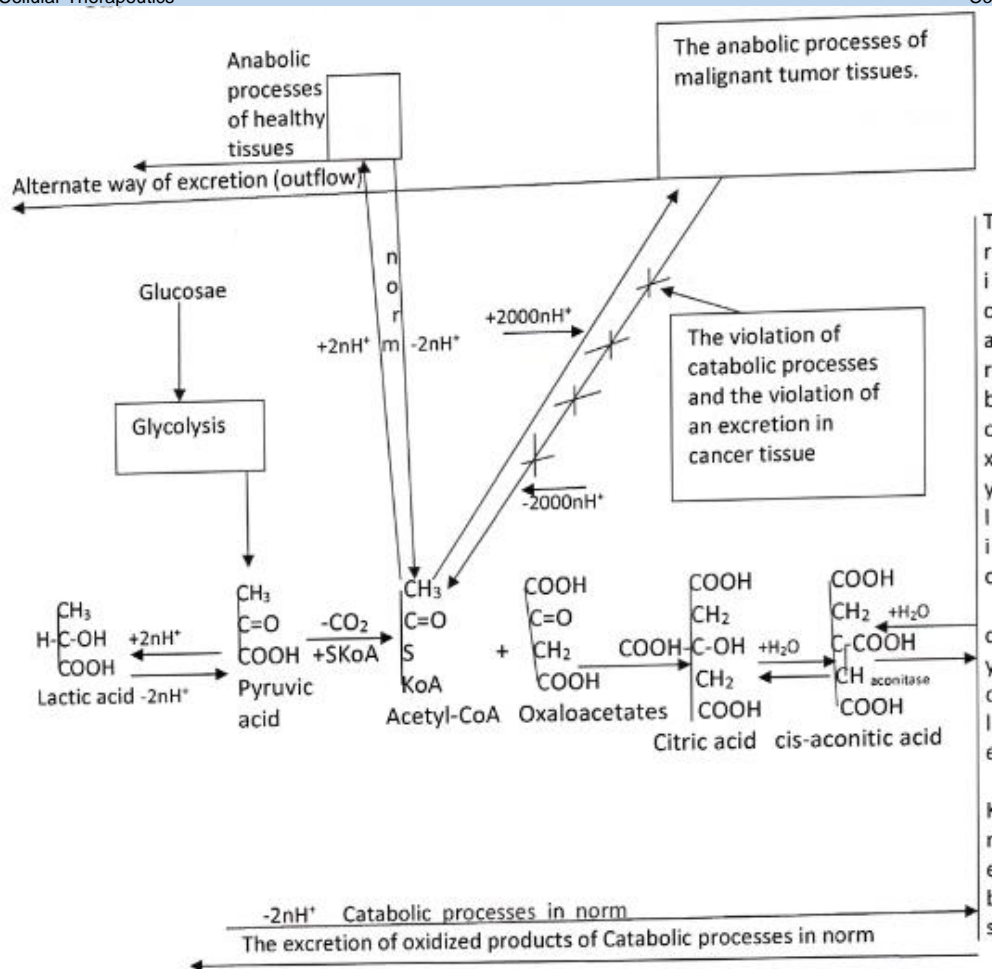 Anabolic
processes
of healthy
tissues
The anabolic processes of
malignant tumor tissues.
Alternate way of excretion (outflow)
n
o
r
m
+2nH⁺
-2nH⁺
Glucosae
Glycolysis
+2000nH⁺
-2000nH⁺
The violation of
catabolic processes
and the violation of
an excretion in
cancer tissue
CH₃
H-C-OH
COOH
Lactic acid
+2nH⁺
-2nH⁺
CH₃
C=O
COOH
Pyruvic
acid
-CO₂
+SKoA
CH₃
C=O
S
KoA
Acetyl-CoA
+
COOH
C=O
CH₂
COOH
Oxaloacetates
COOH
CH₂
COOH-C-OH
CH₂
COOH
Citric acid
+H₂O
COOH
CH₂
C-COOH
CH aconitase
COOH
cis-aconitic acid
+H₂O
T
r
i
c
a
r
b
o
x
y
l
i
c
c
y
c
l
e
K
r
e
b
s
-2nH⁺ Catabolic processes in norm
The excretion of oxidized products of Catabolic processes in norm